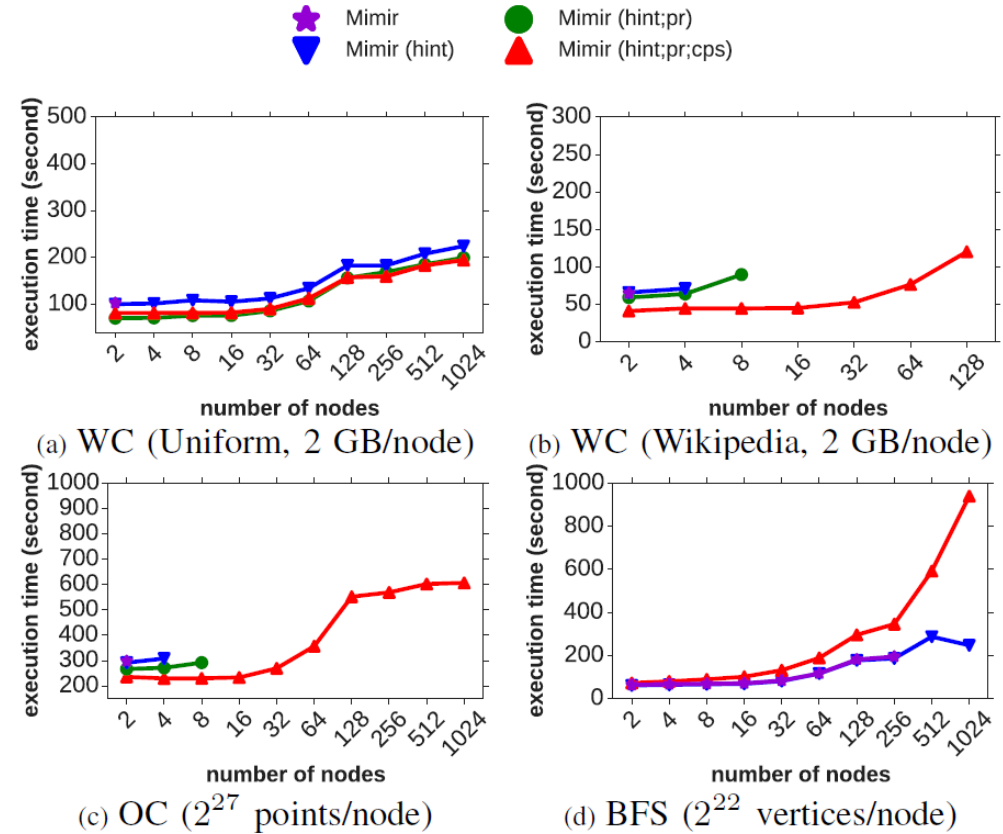 Mimir
Mimir (hint;pr)
Mimir (hint)
Mimir (hint;pr;cps)
execution time (second)
500
400
300
200
100
2 4 8 16 32 64 128 256 512 1024
number of nodes
(a) WC (Uniform, 2 GB/node)
execution time (second)
300
250
200
150
100
50
0
2 4 8 16 32 64 128
number of nodes
(b) WC (Wikipedia, 2 GB/node)
execution time (second)
1000
900
800
700
600
500
400
300
200
2 4 8 16 32 64 128 256 512 1024
number of nodes
(c) OC (2^27 points/node)
execution time (second)
1000
800
600
400
200
0
2 4 8 16 32 64 128 256 512 1024
number of nodes
(d) BFS (2^22 vertices/node)